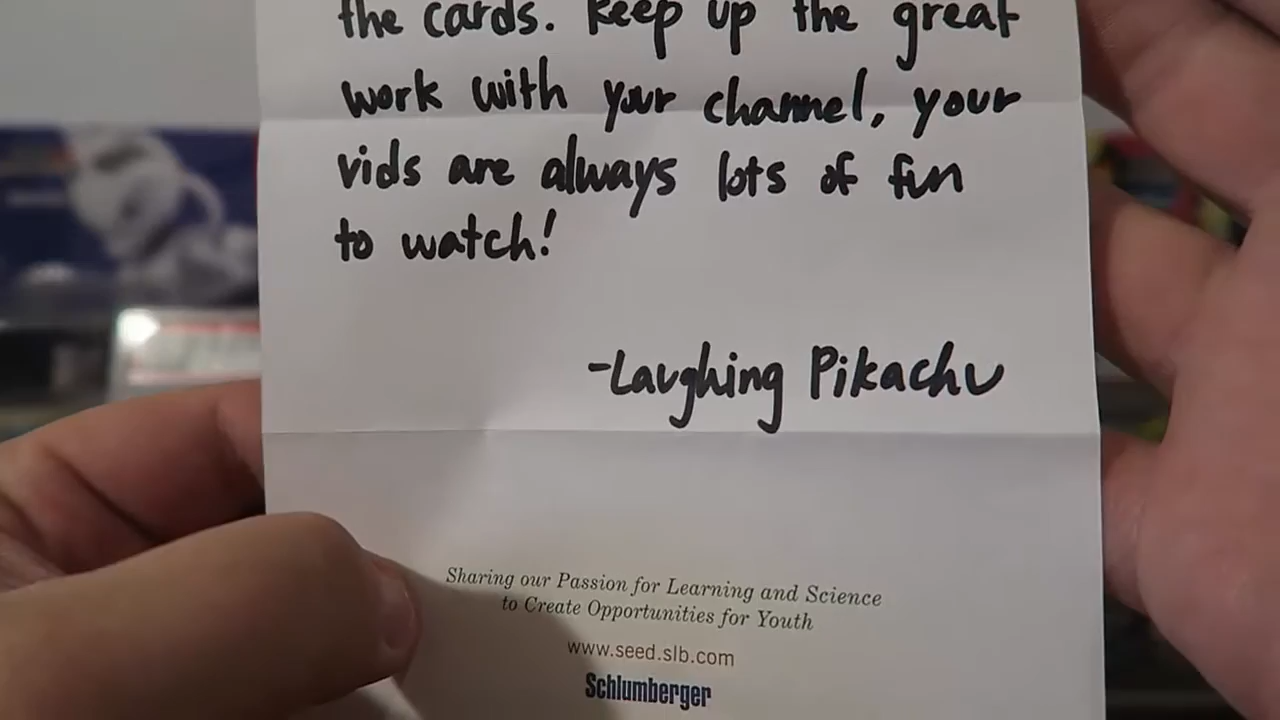 the cards. Keep up the great
work with your channel, your
vids are always lots of fun
to watch!
-Laughing Pikachu
Sharing our Passion for Learning and Science
to Create Opportunities for Youth
www.seed.slb.com
Schlumberger